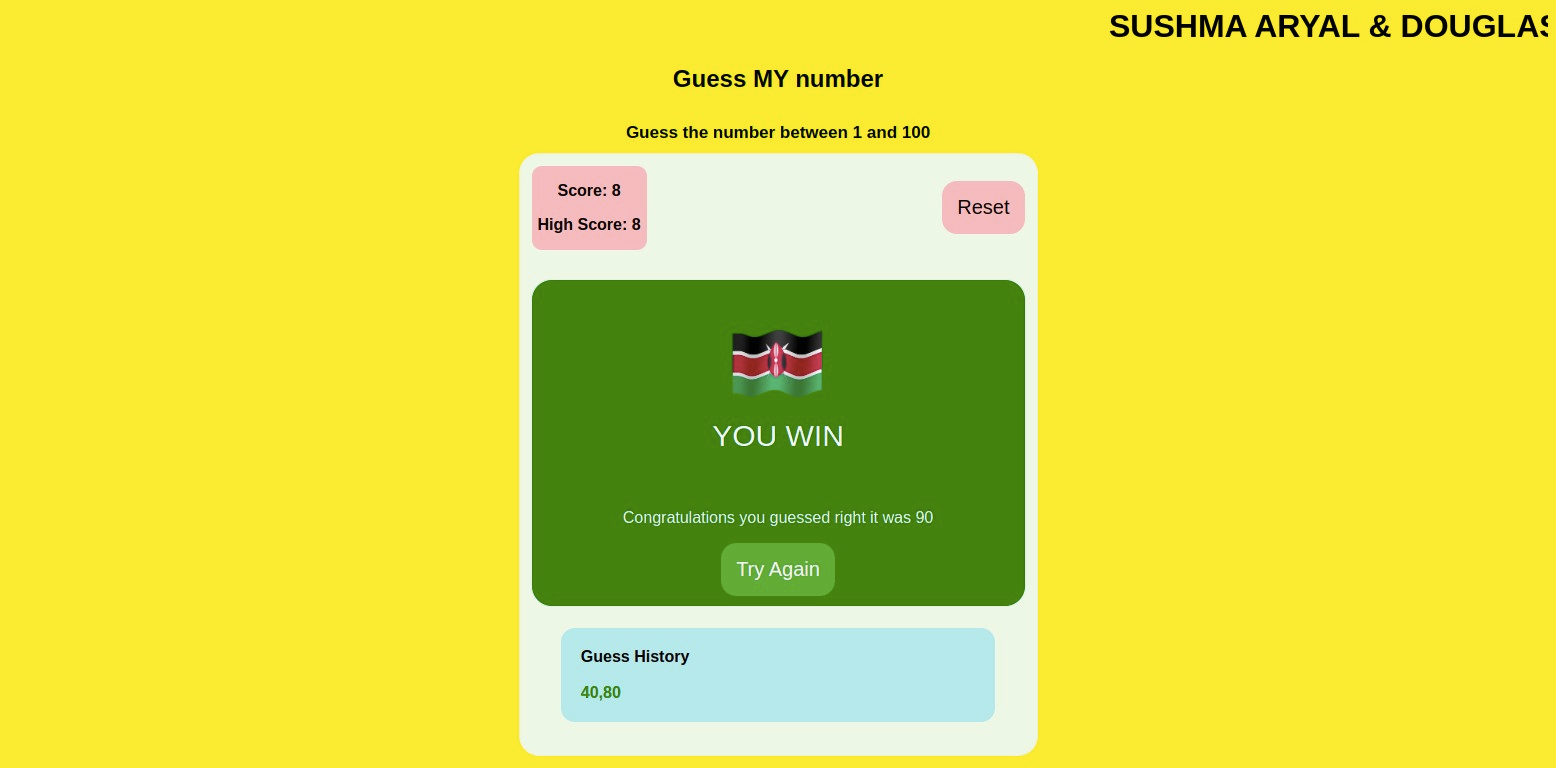 SUSHMA ARYAL & DOUGLAS
Guess MY number
Guess the number between 1 and 100
Score: 8
High Score: 8
Reset
YOU WIN
Congratulations you guessed right it was 90
Try Again
Guess History
40,80